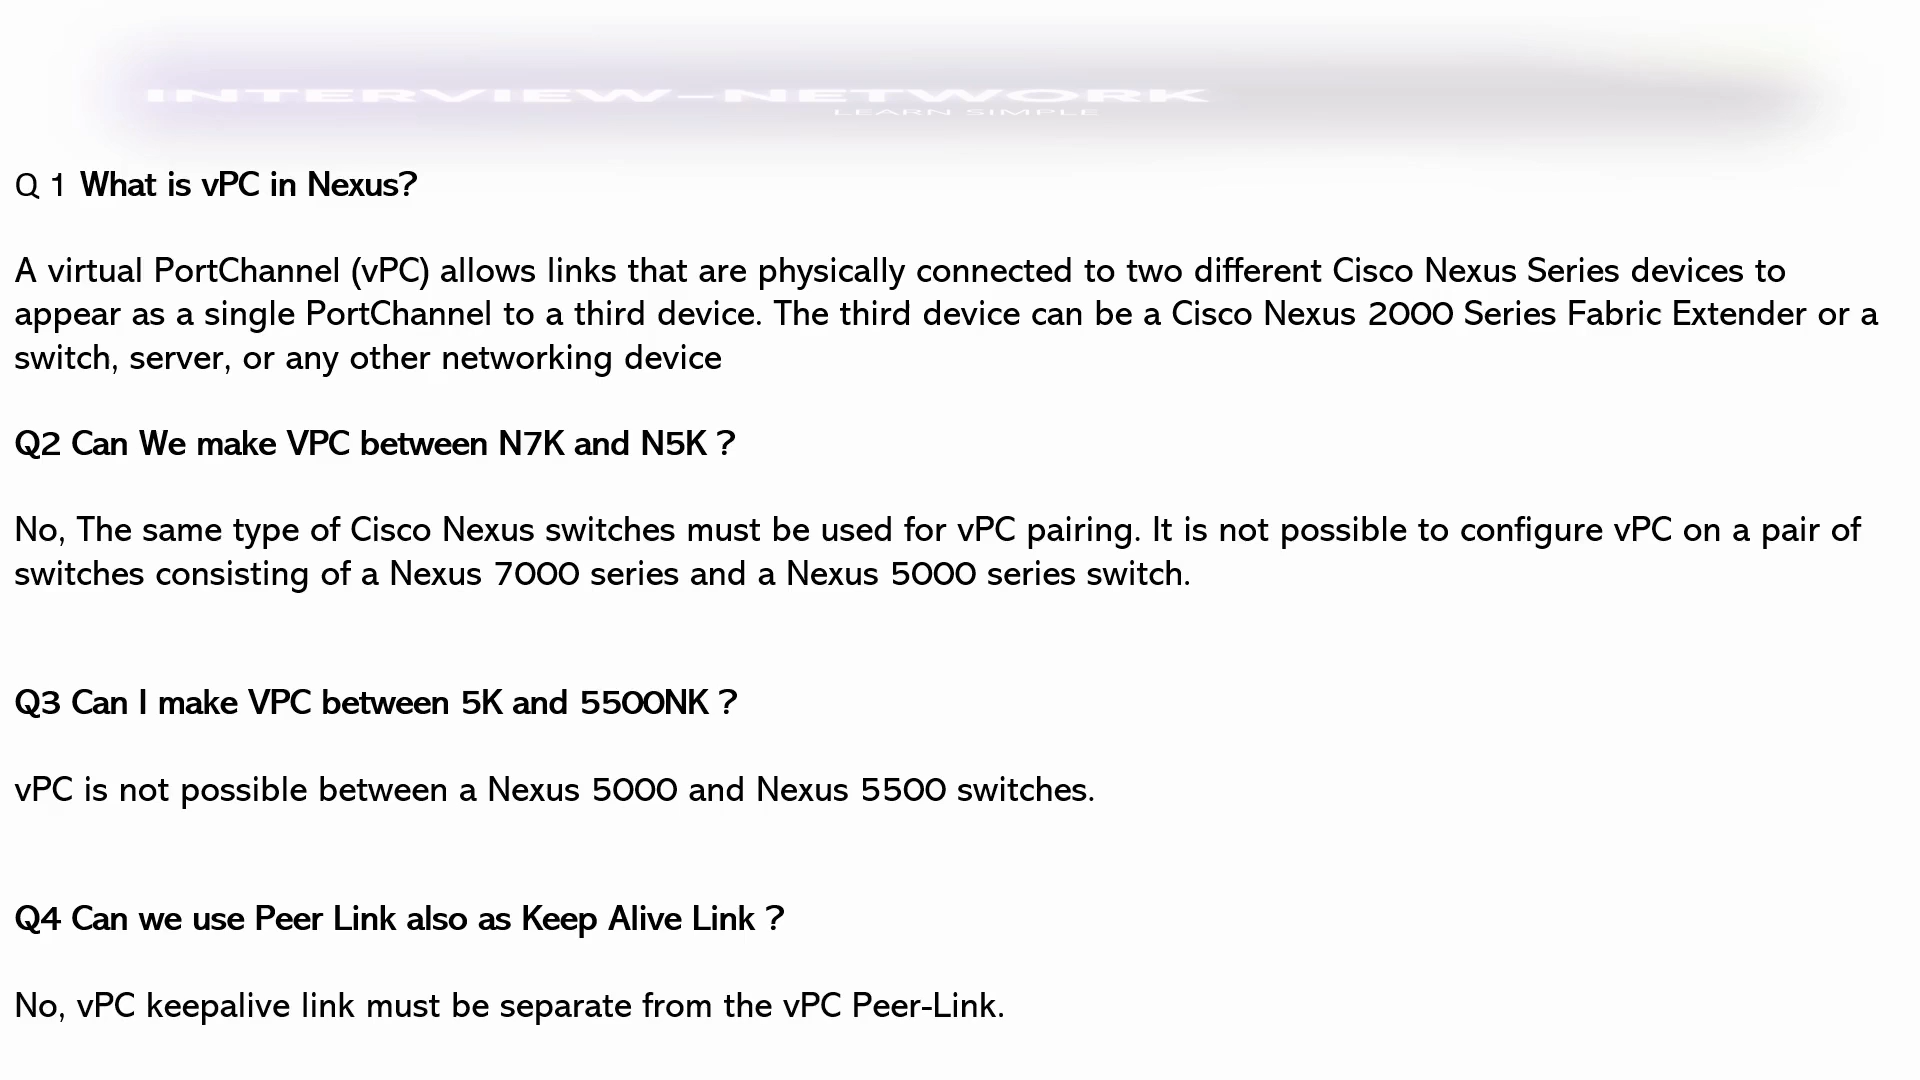 INTERVIEW-NETWORK
LEARN SIMPLE
Q 1 What is vPC in Nexus?
A virtual PortChannel (vPC) allows links that are physically connected to two different Cisco Nexus Series devices to
appear as a single PortChannel to a third device. The third device can be a Cisco Nexus 2000 Series Fabric Extender or a
switch, server, or any other networking device
Q2 Can We make VPC between N7K and N5K ?
No, The same type of Cisco Nexus switches must be used for vPC pairing. It is not possible to configure vPC on a pair of
switches consisting of a Nexus 7000 series and a Nexus 5000 series switch.
Q3 Can I make VPC between 5K and 5500NK ?
vPC is not possible between a Nexus 5000 and Nexus 5500 switches.
Q4 Can we use Peer Link also as Keep Alive Link ?
No, vPC keepalive link must be separate from the vPC Peer-Link.